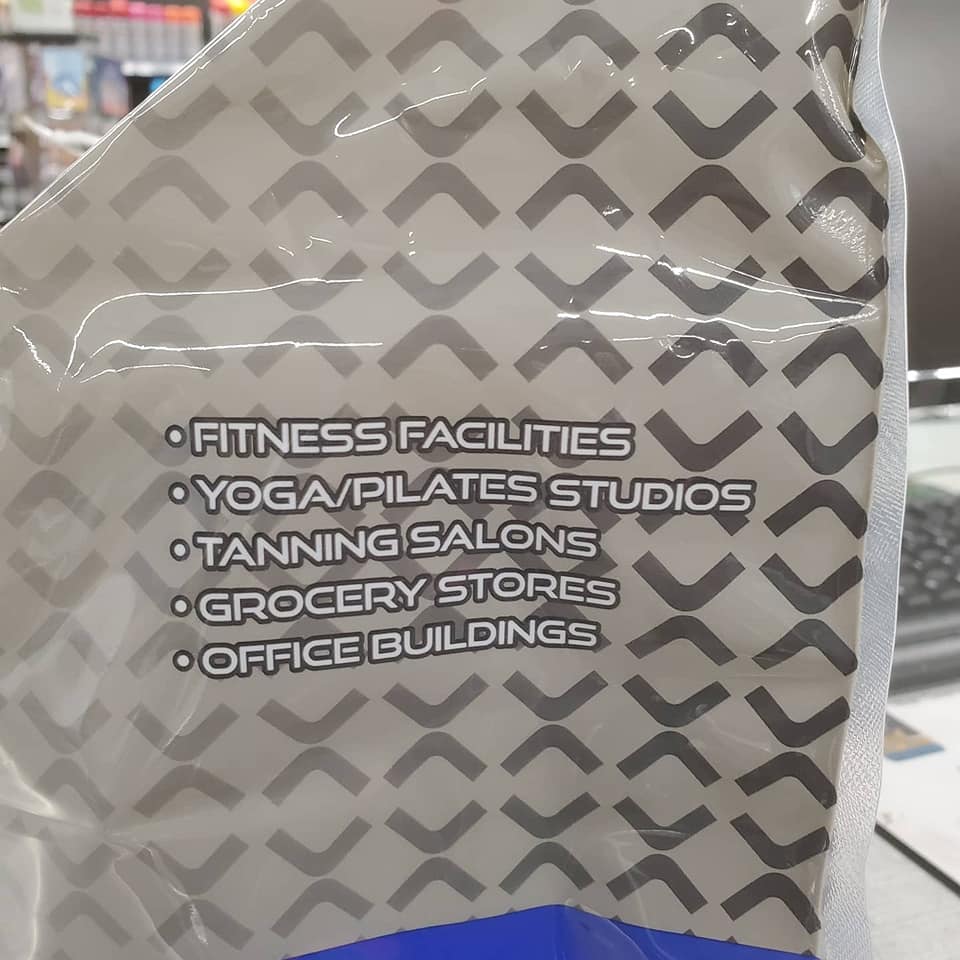 • FITNESS FACILITIES
• YOGA/PILATES STUDIOS
• TANNING SALONS
• GROCERY STORES
• OFFICE BUILDINGS